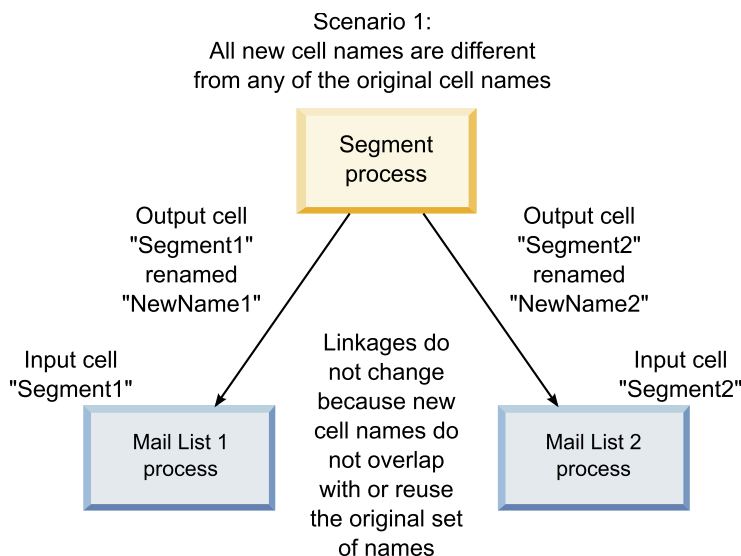 Scenario 1:
All new cell names are different
from any of the original cell names
Segment
process
Output cell
"Segment1"
renamed
"NewName1"
Output cell
"Segment2"
renamed
"NewName2"
Input cell
"Segment1"
Linkages do
not change
because new
cell names do
not overlap
with or reuse
the original set
of names
Input cell
"Segment2"
Mail List 1
process
Mail List 2
process